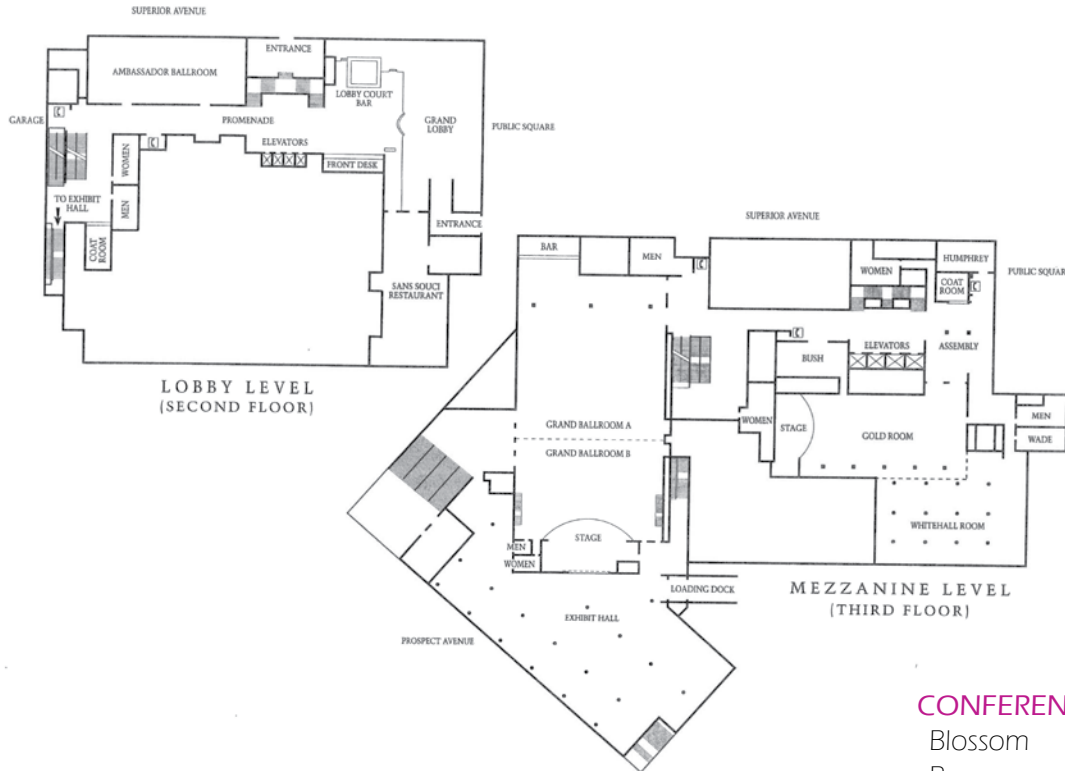 SUPERIOR AVENUE
ENTRANCE
AMBASSADOR BALLROOM
LOBBY COURT
BAR
GARAGE
PROMENADE
GRAND
LOBBY
PUBLIC SQUARE
ELEVATORS
WOMEN
FRONT DESK
TO EXHIBIT
HALL
MEN
COAT
ROOM
ENTRANCE
SANS SOUCI
RESTAURANT
LOBBY LEVEL
(SECOND FLOOR)
SUPERIOR AVENUE
BAR
MEN
WOMEN
HUMPHREY
COAT
ROOM
PUBLIC SQUAR
ELEVATORS
ASSEMBLY
BUSH
WOMEN
STAGE
GOLD ROOM
MEN
WADE
GRAND BALLROOM A
GRAND BALLROOM B
WHITEHALL ROOM
STAGE
MEN
WOMEN
LOADING DOCK
MEZZANINE LEVEL
(THIRD FLOOR)
EXHIBIT HALL
PROSPECT AVENUE
CONFEREN
Blossom